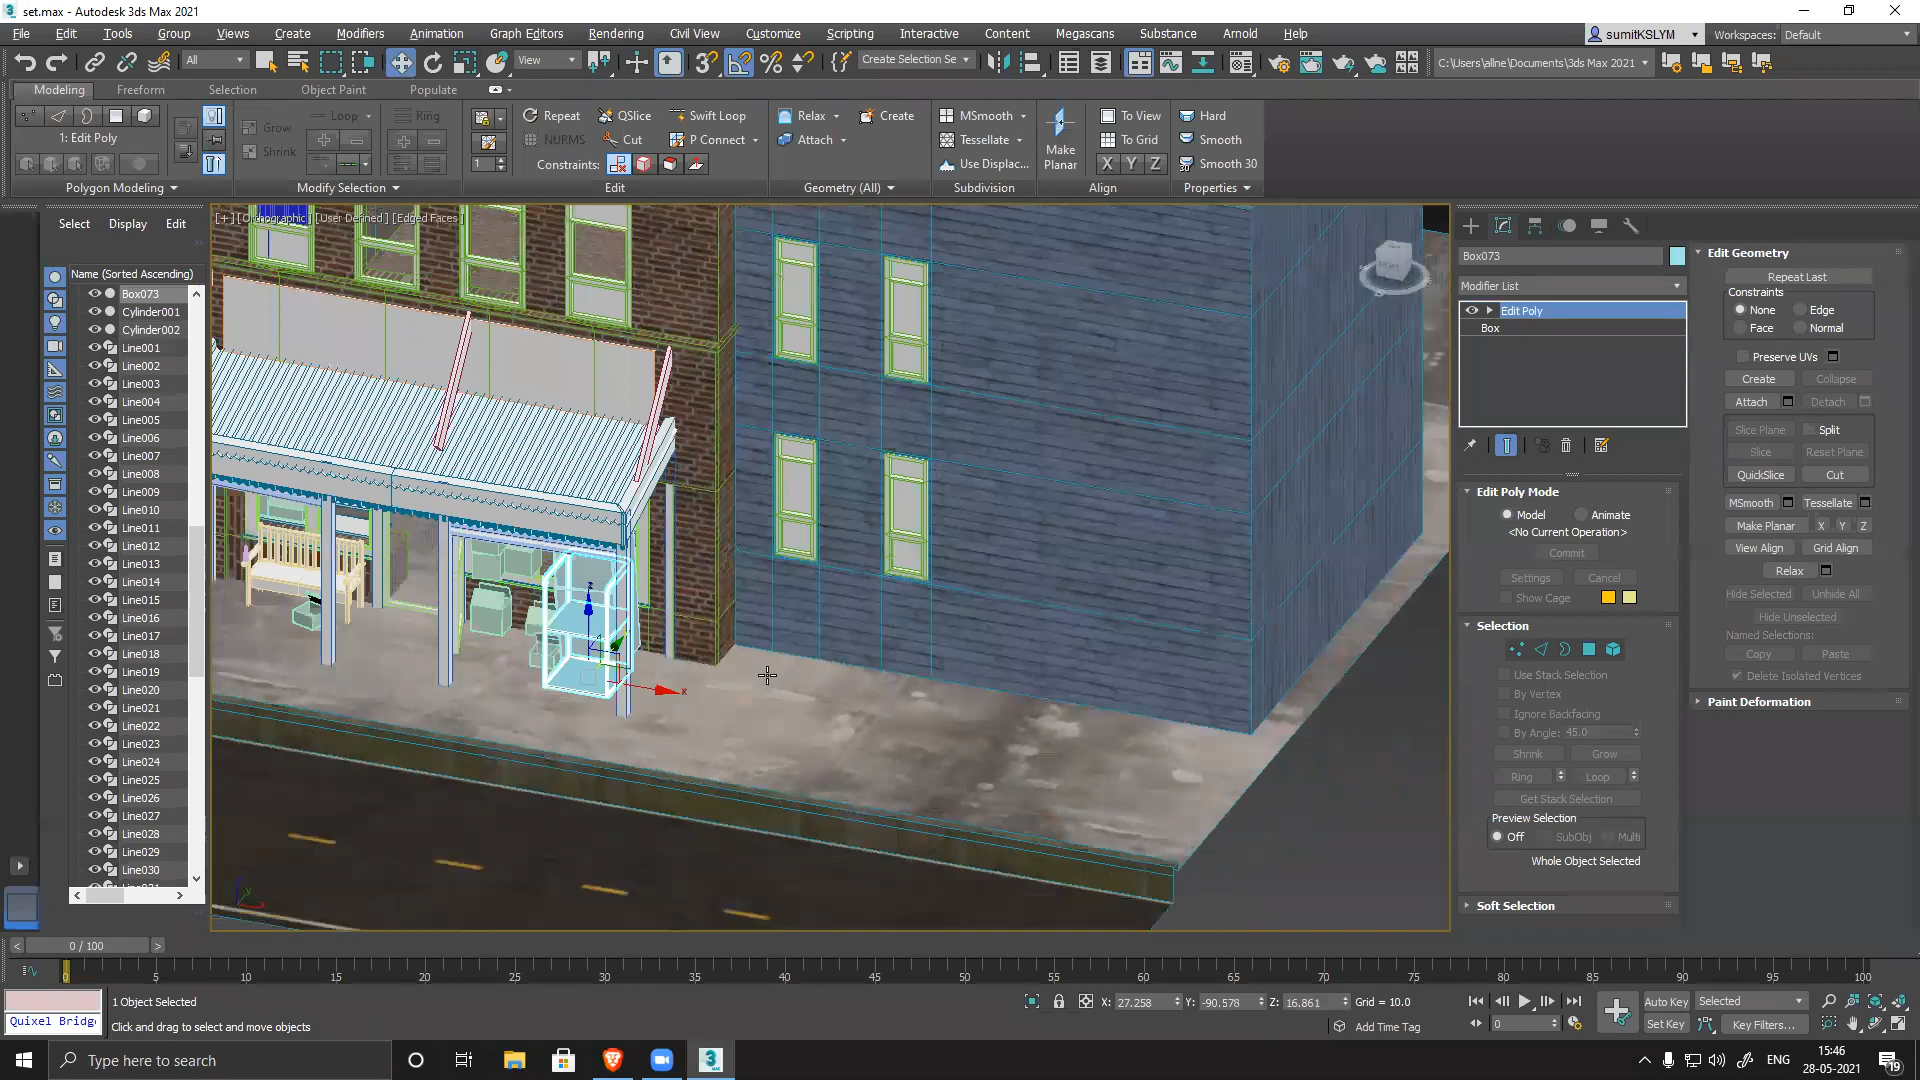 set.max - Autodesk 3ds Max 2021
File Edit Tools Group Views Create Modifiers Animation Graph Editors Rendering Civil View Customize Scripting Interactive Content Megascans Substance Arnold Help
sumitKSLYM Workspaces: Default
All View Create Selection Se C:\Users\allne\Documents\3ds Max 2021
Modeling Freeform Selection Object Paint Populate
Loop Ring Repeat QSlice Swift Loop Relax Create MSmooth To View Hard
1: Edit Poly Grow NURMS Cut P Connect Attach Tessellate To Grid Smooth
Shrink 1 Constraints: Use Displac... Make Planar X Y Z Smooth 30
Polygon Modeling Modify Selection Edit Geometry (All) Subdivision Align Properties
Select Display Edit
[+] [Orthographic] [User Defined] [Edged Faces]
Name (Sorted Ascending)
Box073
Cylinder001
Cylinder002
Line001
Line002
Line003
Line004
Line005
Line006
Line007
Line008
Line009
Line010
Line011
Line012
Line013
Line014
Line015
Line016
Line017
Line018
Line019
Line020
Line021
Line022
Line023
Line024
Line025
Line026
Line027
Line028
Line029
Line030
z
x
y
Box073
Modifier List
Edit Poly
Box
Edit Poly Mode
Model Animate
<No Current Operation>
Commit
Settings Cancel
Show Cage
Selection
Use Stack Selection
By Vertex
Ignore Backfacing
By Angle: 45.0
Shrink Grow
Ring Loop
Get Stack Selection
Preview Selection
Off SubObj Multi
Whole Object Selected
Soft Selection
Edit Geometry
Repeat Last
Constraints
None Edge
Face Normal
Preserve UVs
Create Collapse
Attach Detach
Slice Plane Split
Slice Reset Plane
QuickSlice Cut
MSmooth Tessellate
Make Planar X Y Z
View Align Grid Align
Relax
Hide Selected Unhide All
Hide Unselected
Named Selections:
Copy Paste
Delete Isolated Vertices
Paint Deformation
< 0 / 100 >
0 5 10 15 20 25 30 35 40 45 50 55 60 65 70 75 80 85 90 95 100
1 Object Selected X: 27.258 Y: -90.578 Z: 16.861 Grid = 10.0 Auto Key Selected
Quixel Bridg Click and drag to select and move objects Add Time Tag 0 Set Key Key Filters...
Type here to search
3 MAX
ENG
15:46
28-05-2021
19